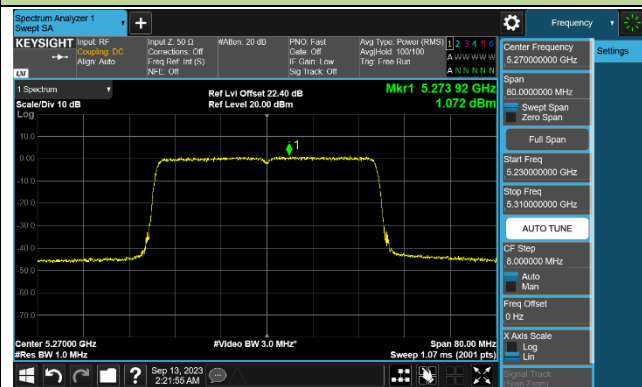 Spectrum Analyzer 1
Swept SA
Frequency
KEYSIGHT
Input: RF
Coupling: DC
Align: Auto
Input Z: 50 Ω
Corrections: Off
Freq Ref: Int (S)
NFE: Off
#Atten: 20 dB
PNO: Fast
Gate: Off
IF Gain: Low
Sig Track: Off
Avg Type: Power (RMS)
Avg|Hold: 100/100
Trig: Free Run
1 2 3 4 5 6
A W W W W W
A N N N N N
LXI
1 Spectrum
Scale/Div 10 dB
Log
Ref Lvl Offset 22.40 dB
Ref Level 20.00 dBm
Mkr1 5.273 92 GHz
1.072 dBm
1
10.0
0.00
-10.0
-20.0
-30.0
-40.0
-50.0
-60.0
-70.0
Center 5.27000 GHz
#Res BW 1.0 MHz
#Video BW 3.0 MHz*
Span 80.00 MHz
Sweep 1.07 ms (2001 pts)
Center Frequency
5.270000000 GHz
Settings
Span
80.0000000 MHz
Swept Span
Zero Span
Full Span
Start Freq
5.230000000 GHz
Stop Freq
5.310000000 GHz
AUTO TUNE
CF Step
8.000000 MHz
Auto
Man
Freq Offset
0 Hz
X Axis Scale
Log
Lin
Signal Track
(Span Zoom)
Sep 13, 2023
2:21:55 AM